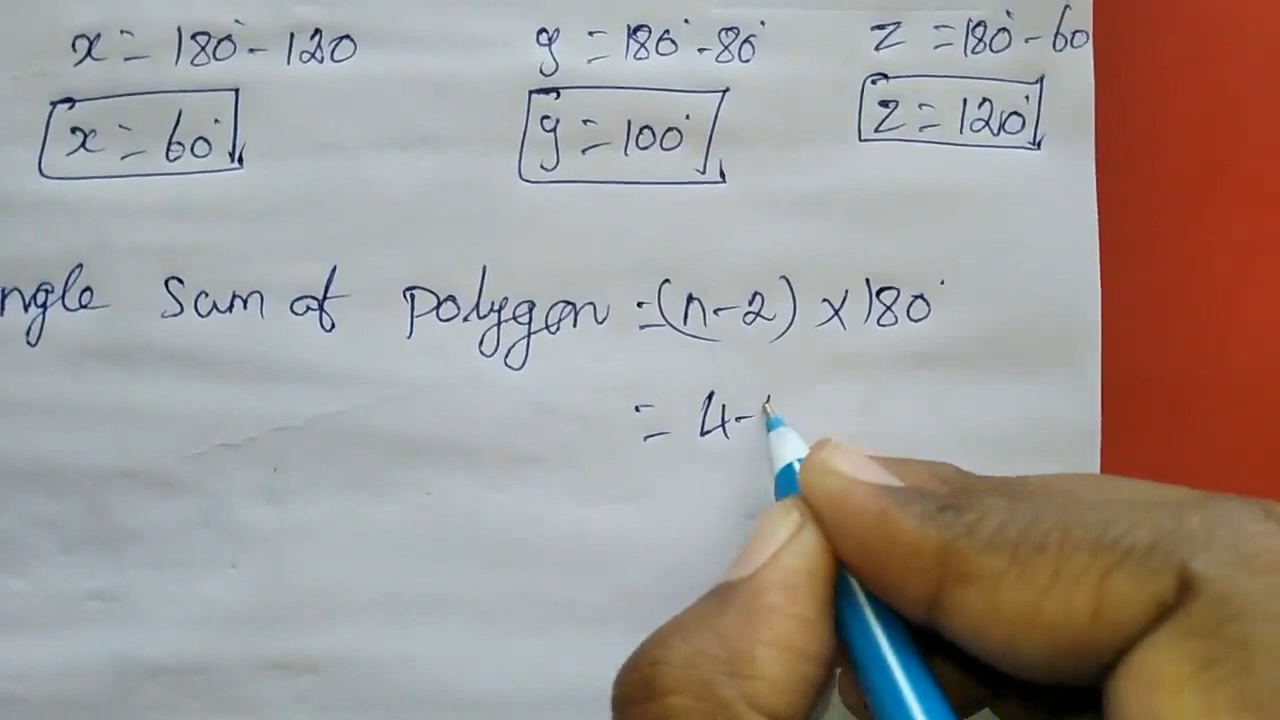 x = 180° - 120 y = 180° - 80° z = 180° - 60
x = 60° y = 100° z = 120°
ngle Sum of Polygon = (n-2) × 180°
= 4-